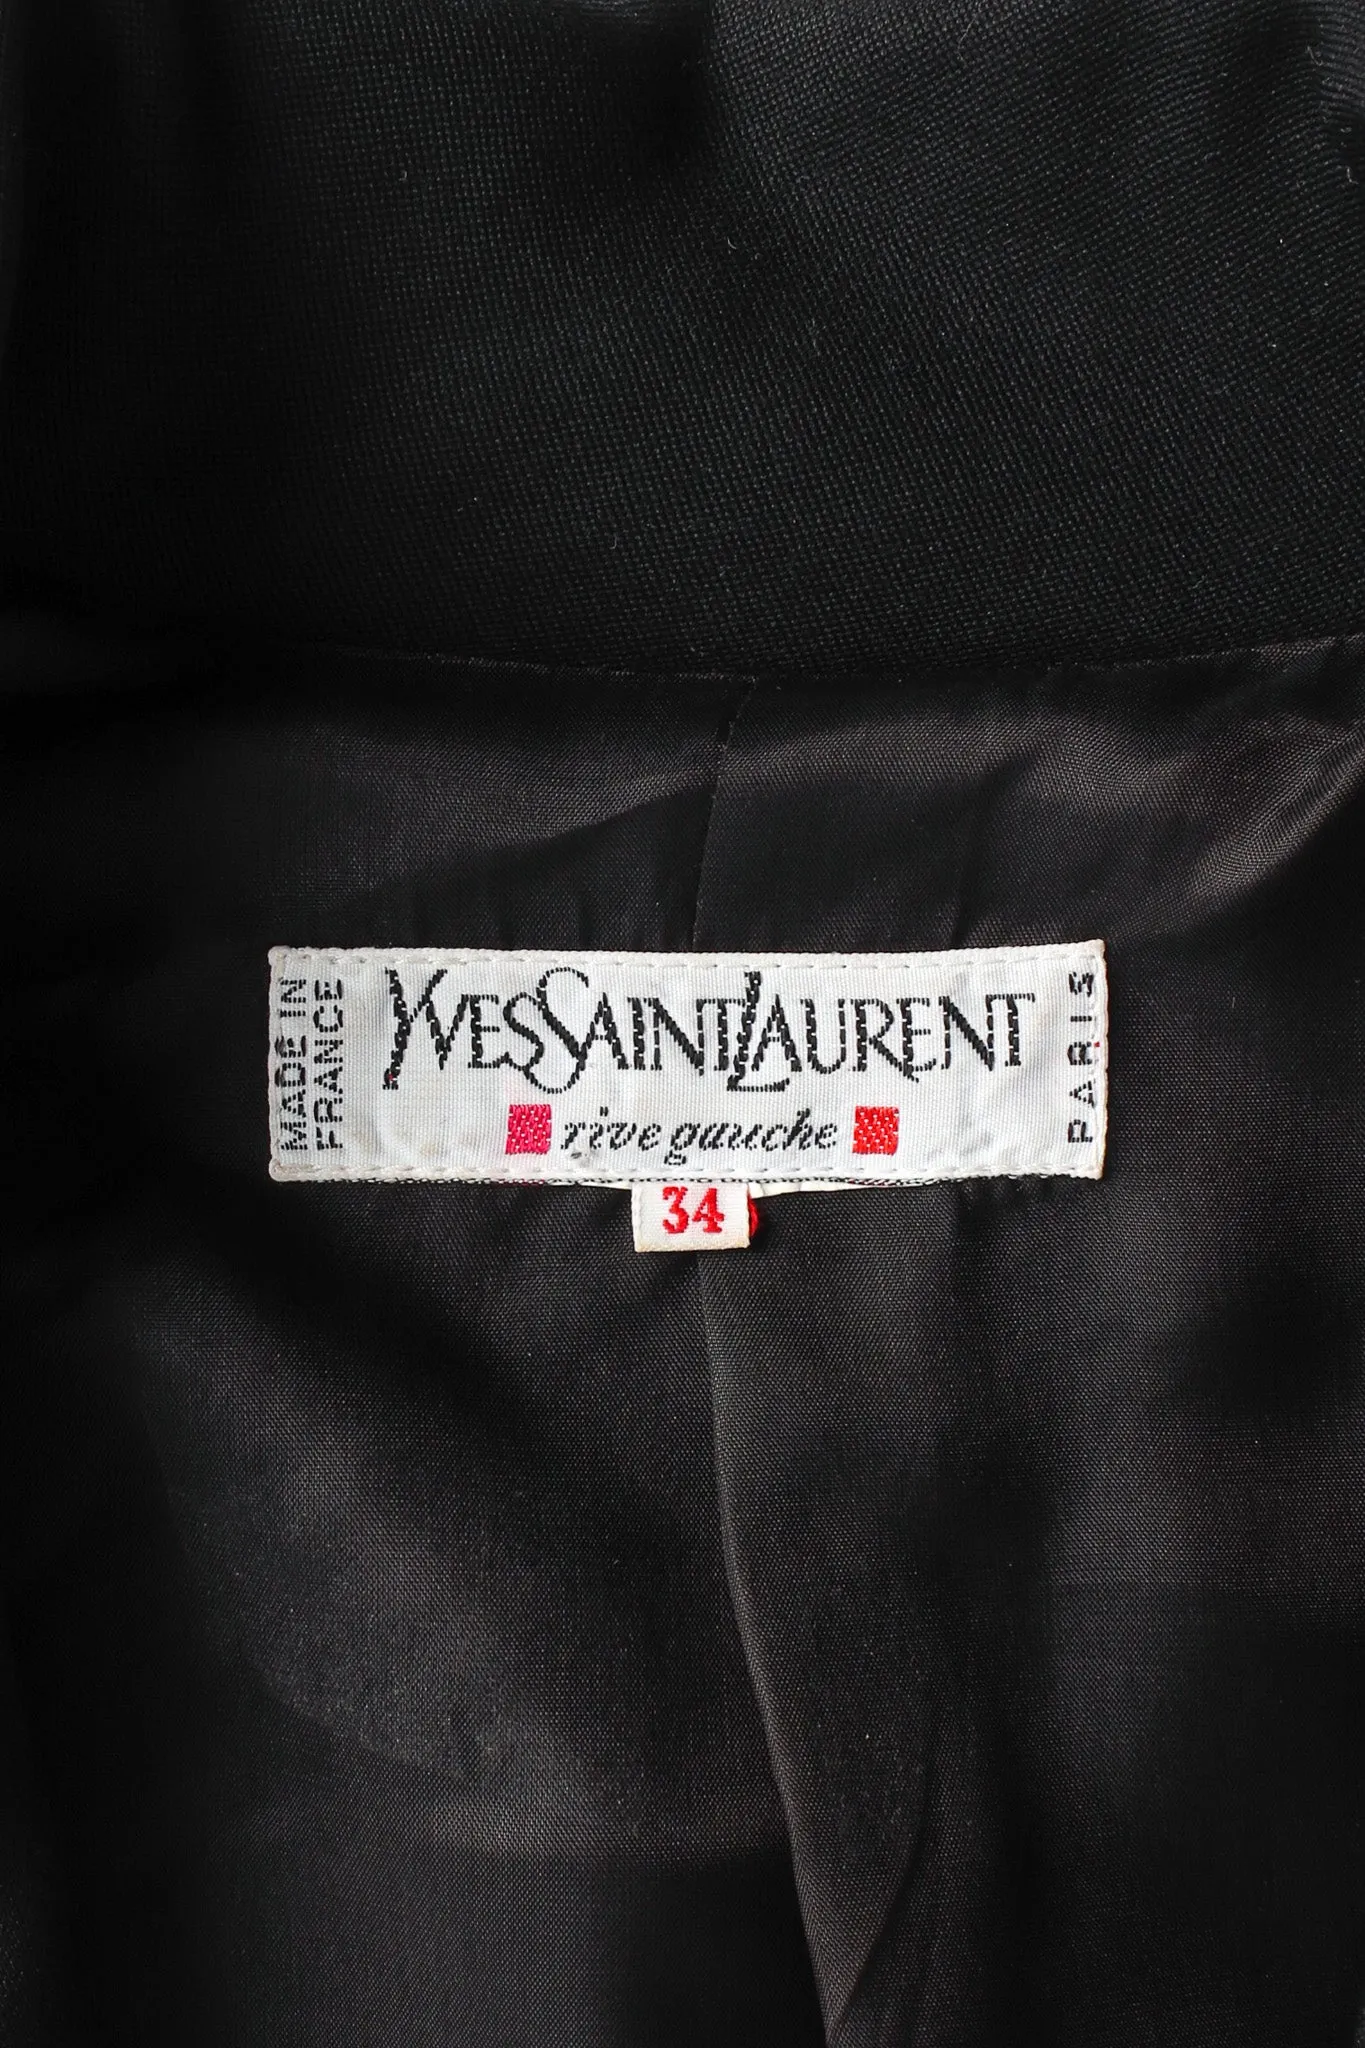 MADE IN
FRANCE
YVESSAINTLAURENT
rive gauche
PARIS
34